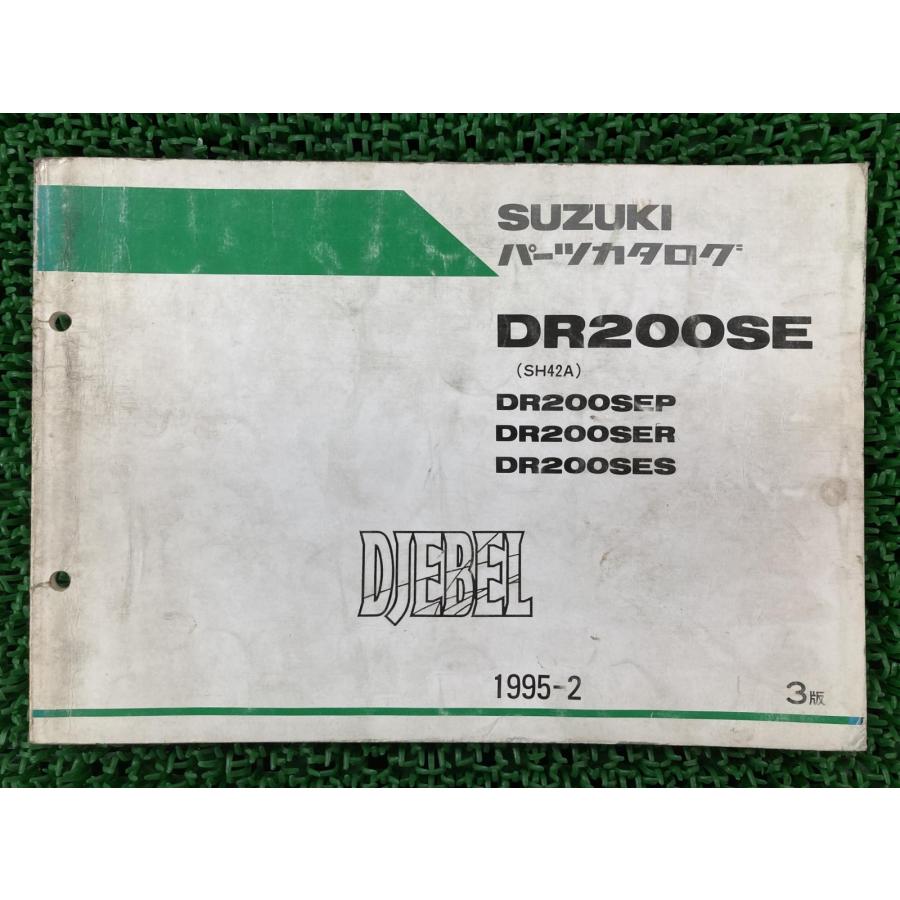 SUZUKI
パーツカタログ
DR200SE
(SH42A)
DR200SEP
DR200SER
DR200SES
DJEBEL
1995-2
3版